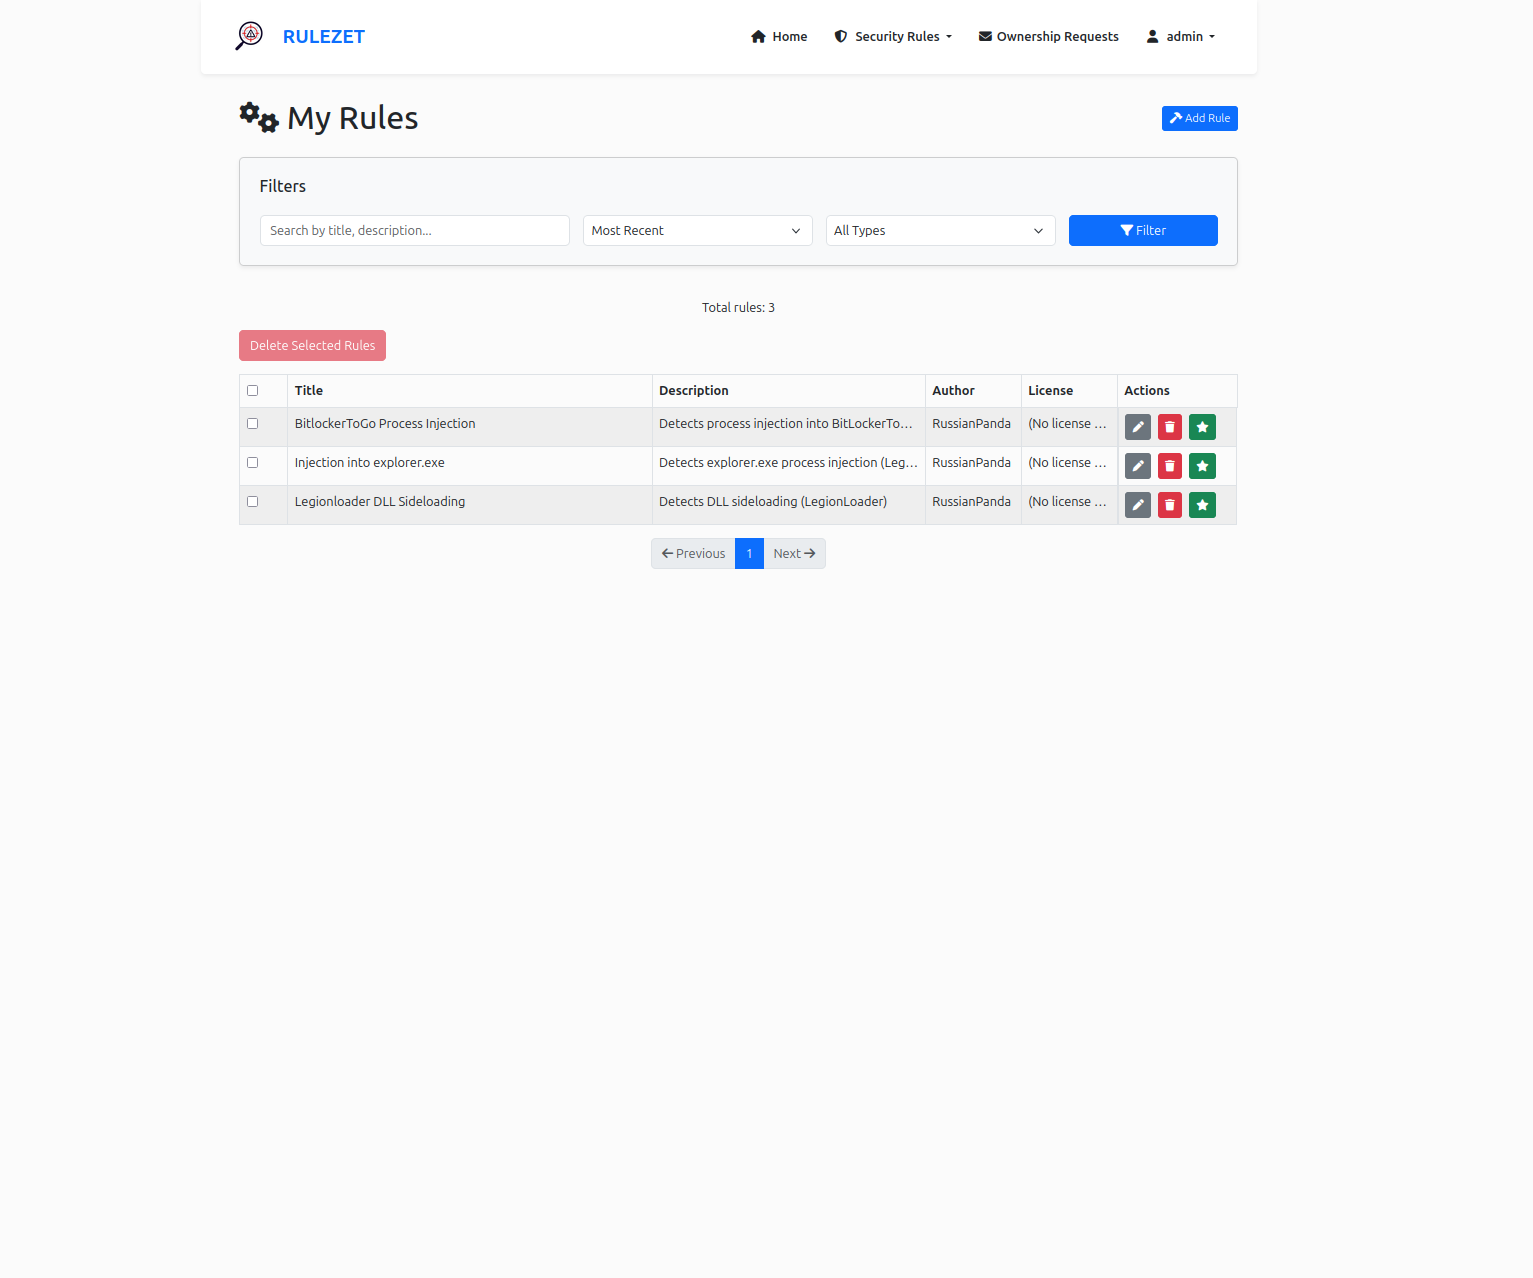 RULEZET Home Security Rules Ownership Requests admin
My Rules Add Rule
Filters
Search by title, description... Most Recent All Types Filter
Total rules: 3
Delete Selected Rules
Title Description Author License Actions
BitlockerToGo Process Injection Detects process injection into BitLockerTo... RussianPanda (No license ...
Injection into explorer.exe Detects explorer.exe process injection (Leg... RussianPanda (No license ...
Legionloader DLL Sideloading Detects DLL sideloading (LegionLoader) RussianPanda (No license ...
Previous 1 Next